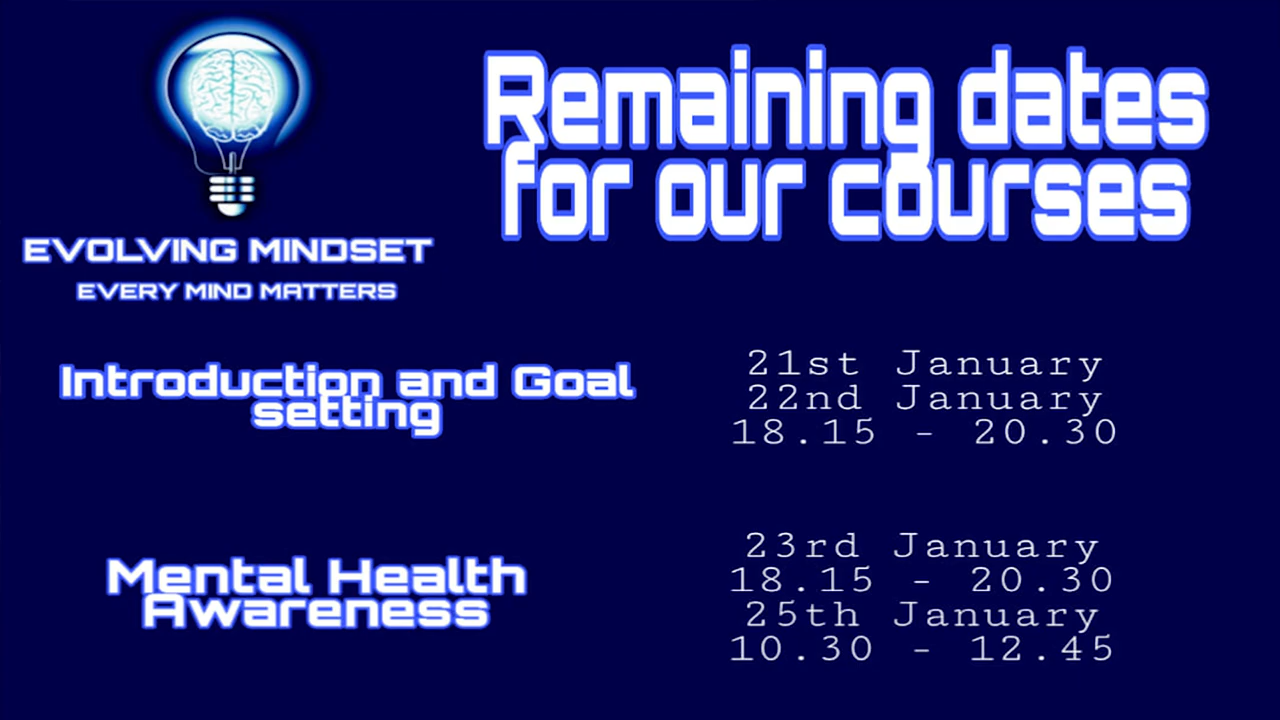 EVOLVING MINDSET
EVERY MIND MATTERS
Remaining dates
for our courses
Introduction and Goal
setting
21st January
22nd January
18.15 - 20.30
Mental Health
Awareness
23rd January
18.15 - 20.30
25th January
10.30 - 12.45